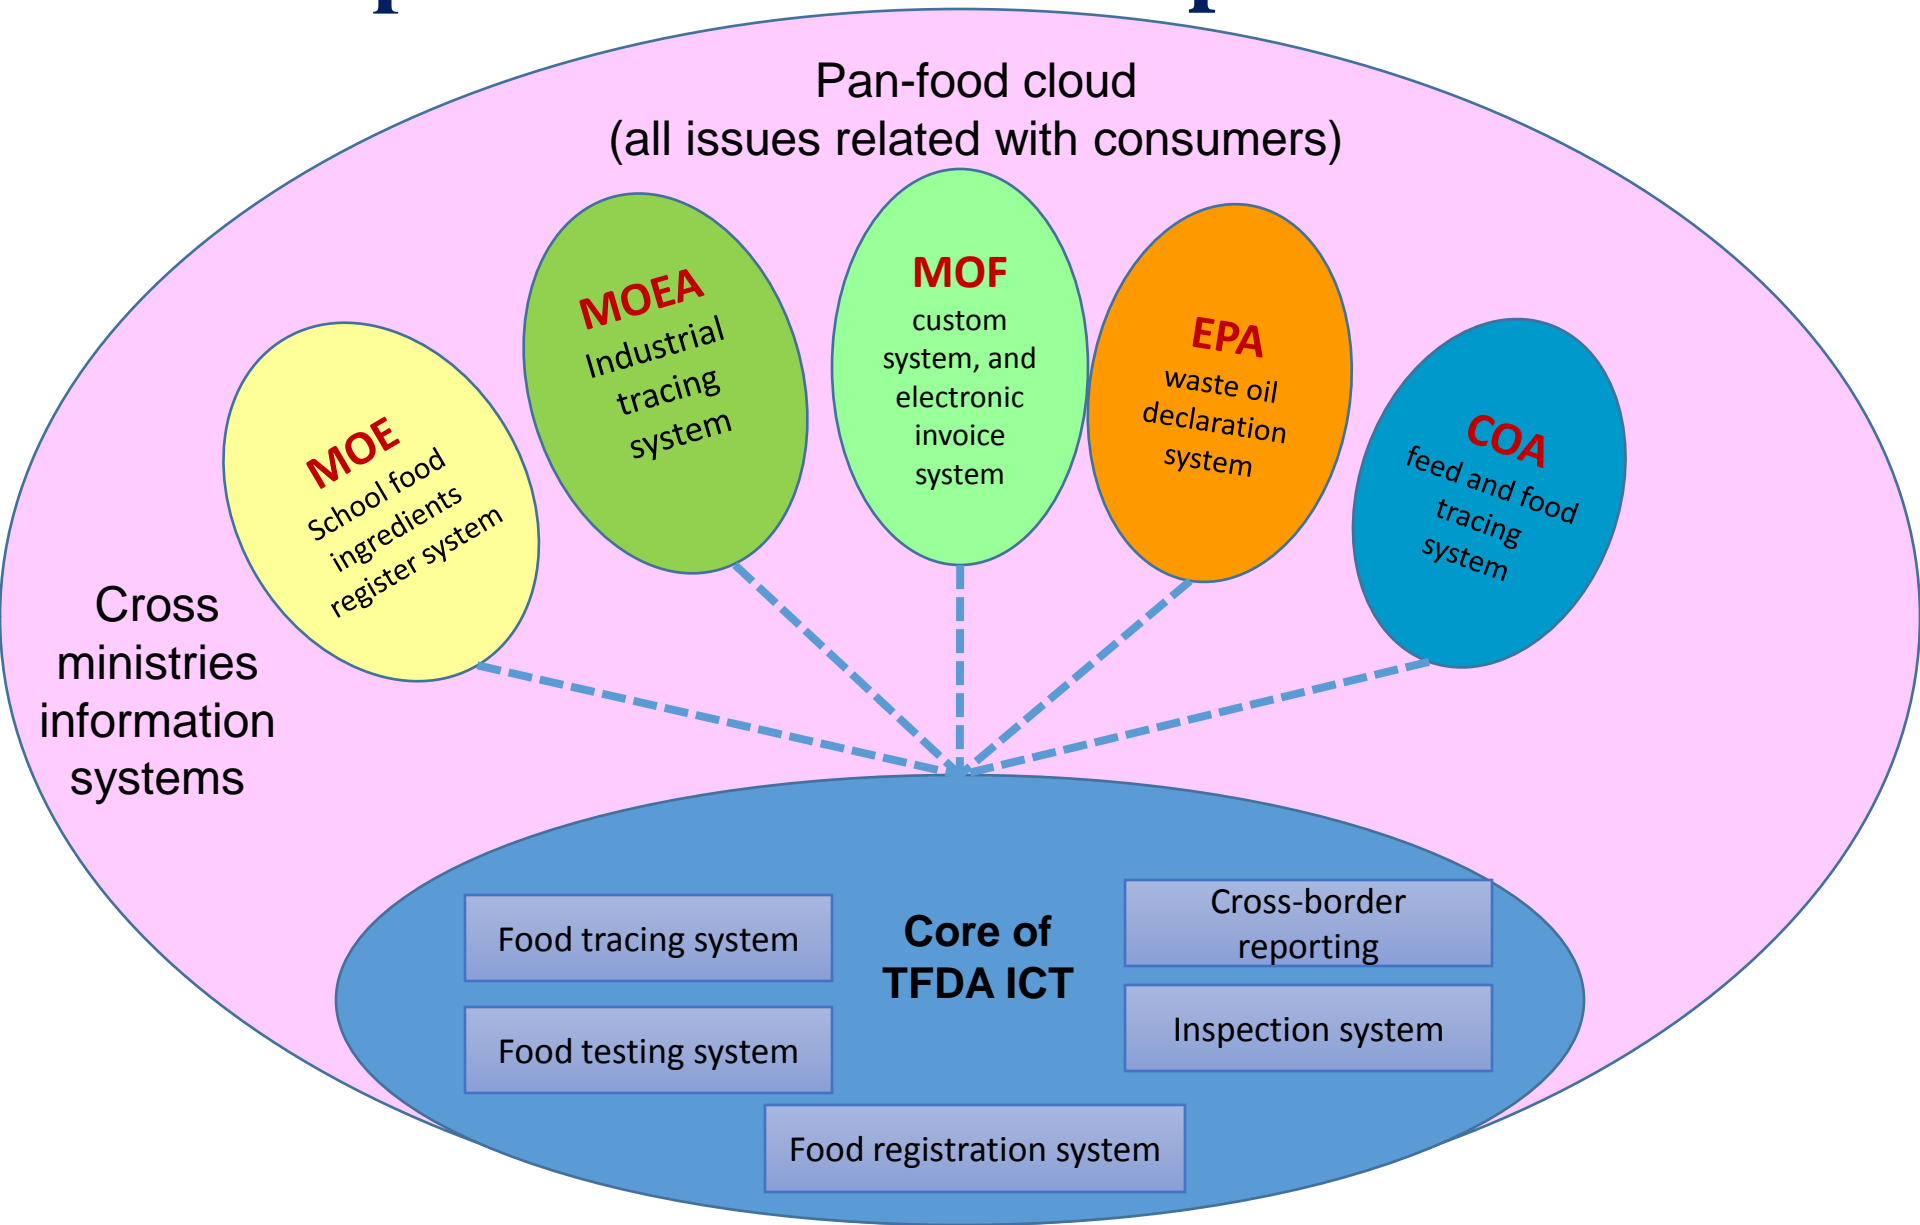 Pan-food cloud
(all issues related with consumers)
MOE
School food
ingredients
register system
MOEA
Industrial
tracing
system
MOF
custom
system, and
electronic
invoice
system
EPA
waste oil
declaration
system
COA
feed and food
tracing
system
Cross
ministries
information
systems
Core of
TFDA ICT
Food tracing system
Food testing system
Cross-border
reporting
Inspection system
Food registration system